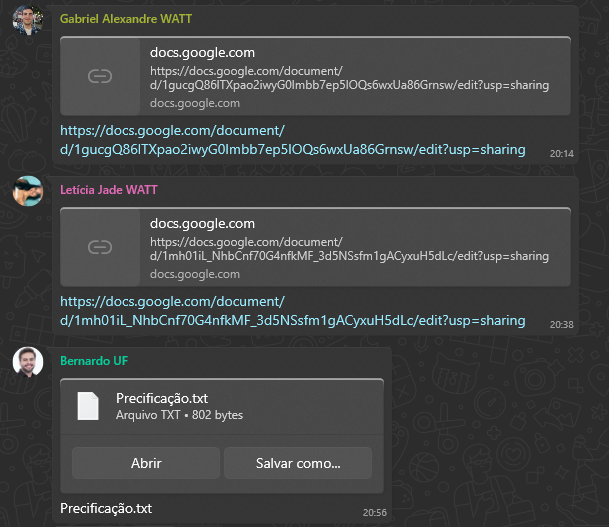 Gabriel Alexandre WATT
docs.google.com
https://docs.google.com/document/
d/1gucgQ86lTXpao2iwyG0Imbb7ep5lOQs6wxUa86Grnsw/edit?usp=sharing
docs.google.com
https://docs.google.com/document/
d/1gucgQ86lTXpao2iwyG0Imbb7ep5lOQs6wxUa86Grnsw/edit?usp=sharing
20:14
Letícia Jade WATT
docs.google.com
https://docs.google.com/document/
d/1mh01iL_NhbCnf70G4nfkMF_3d5NSsfm1gACyxuH5dLc/edit?usp=sharing
docs.google.com
https://docs.google.com/document/
d/1mh01iL_NhbCnf70G4nfkMF_3d5NSsfm1gACyxuH5dLc/edit?usp=sharing
20:38
Bernardo UF
Precificação.txt
Arquivo TXT • 802 bytes
Abrir
Salvar como...
Precificação.txt
20:56